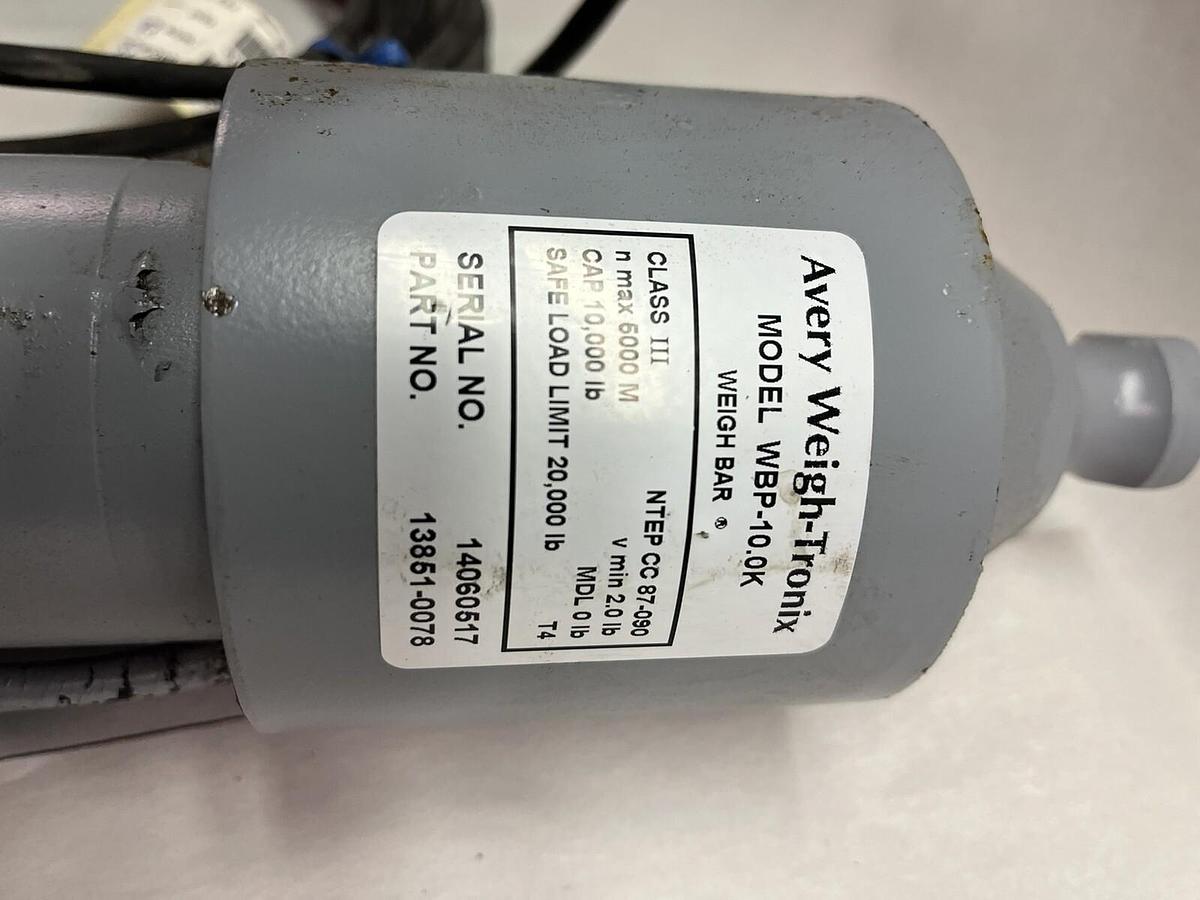 Avery Weigh-Tronix
MODEL WBP-10.0K
WEIGH BAR ®
CLASS III NTEP CC 87-090
n max 5000 M v min 2.0 lb
CAP 10,000 lb MDL 0 lb
SAFE LOAD LIMIT 20,000 lb T4
SERIAL NO. 14060517
PART NO. 13851-0078